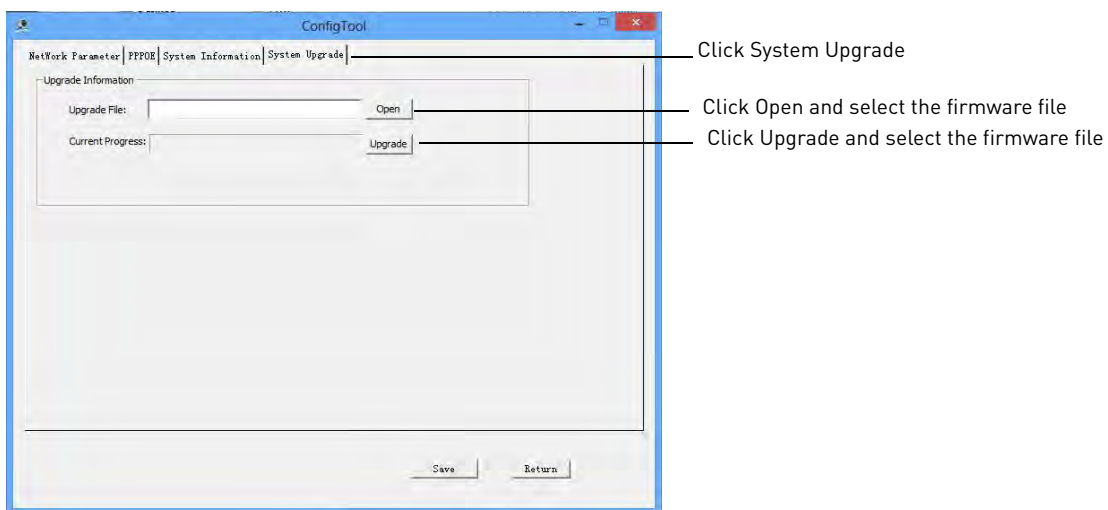 ConfigTool
NetWork Parameter PPPOE System Information System Upgrade
Click System Upgrade
Upgrade Information
Upgrade File:
Open
Click Open and select the firmware file
Current Progress:
Upgrade
Click Upgrade and select the firmware file
Save
Return